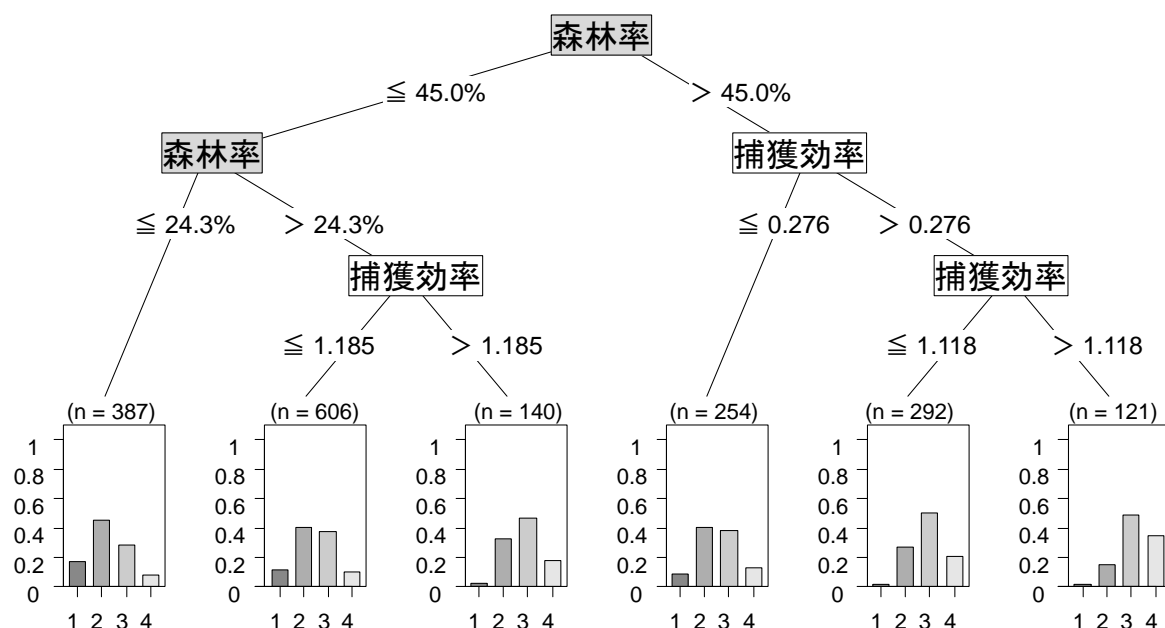 森林率
≦ 45.0% ＞ 45.0%
森林率 捕獲効率
≦ 24.3% ＞ 24.3% ≦ 0.276 ＞ 0.276
捕獲効率 捕獲効率
≦ 1.185 ＞ 1.185 ≦ 1.118 ＞ 1.118
(n = 387) (n = 606) (n = 140) (n = 254) (n = 292) (n = 121)
1 1 1 1 1 1
0.8 0.8 0.8 0.8 0.8 0.8
0.6 0.6 0.6 0.6 0.6 0.6
0.4 0.4 0.4 0.4 0.4 0.4
0.2 0.2 0.2 0.2 0.2 0.2
0 0 0 0 0 0
1 2 3 4 1 2 3 4 1 2 3 4 1 2 3 4 1 2 3 4 1 2 3 4